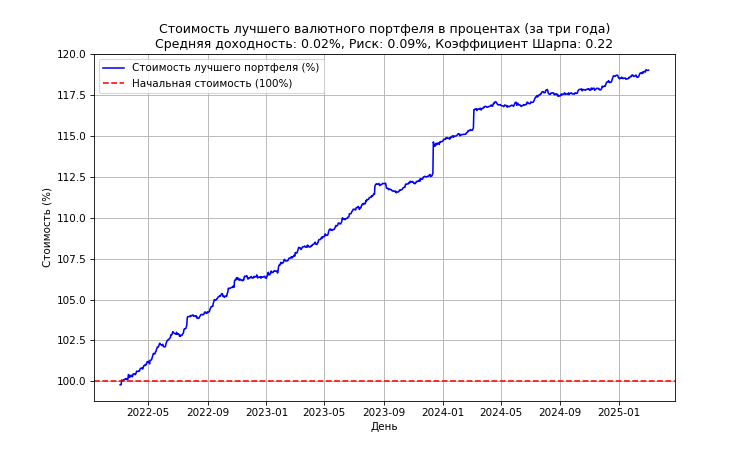 Стоимость лучшего валютного портфеля в процентах (за три года)
Средняя доходность: 0.02%, Риск: 0.09%, Коэффициент Шарпа: 0.22
Стоимость лучшего портфеля (%)
Начальная стоимость (100%)
Стоимость (%)
120.0
117.5
115.0
112.5
110.0
107.5
105.0
102.5
100.0
2022-05 2022-09 2023-01 2023-05 2023-09 2024-01 2024-05 2024-09 2025-01
День